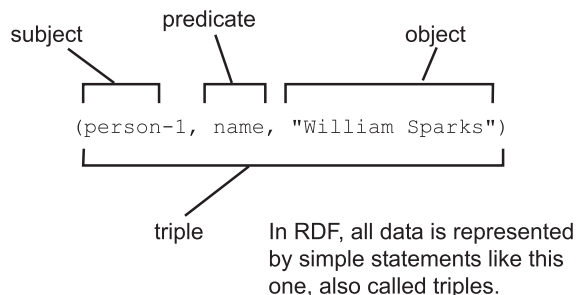 predicate
subject
object
(person-1, name, "William Sparks")
triple
In RDF, all data is represented
by simple statements like this
one, also called triples.